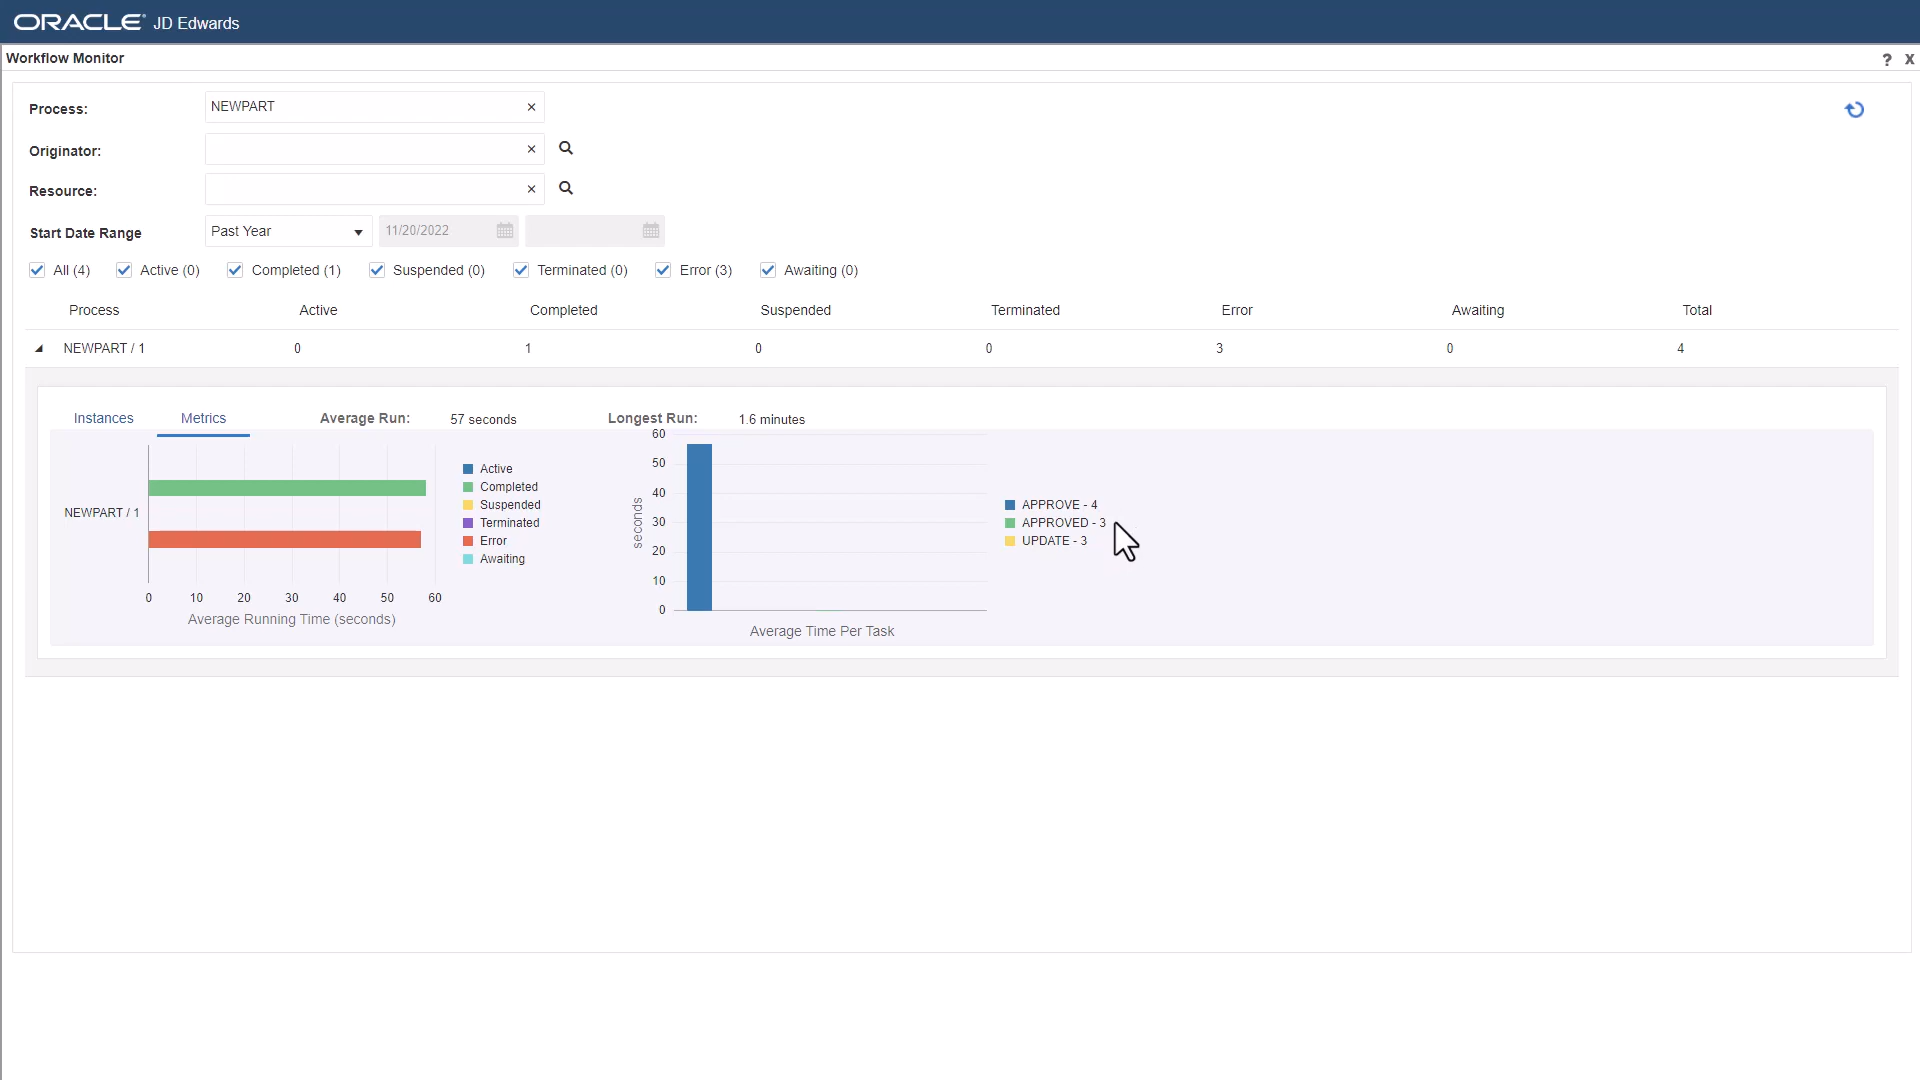 ORACLE JD Edwards
Workflow Monitor
? X
Process: NEWPART ×
Originator: ×
Resource: ×
Start Date Range Past Year 11/20/2022
All (4) Active (0) Completed (1) Suspended (0) Terminated (0) Error (3) Awaiting (0)
Process Active Completed Suspended Terminated Error Awaiting Total
NEWPART / 1 0 1 0 0 3 0 4
Instances Metrics Average Run: 57 seconds Longest Run: 1.6 minutes
NEWPART / 1
0 10 20 30 40 50 60
Average Running Time (seconds)
Active
Completed
Suspended
Terminated
Error
Awaiting
seconds
60
50
40
30
20
10
0
Average Time Per Task
APPROVE - 4
APPROVED - 3
UPDATE - 3